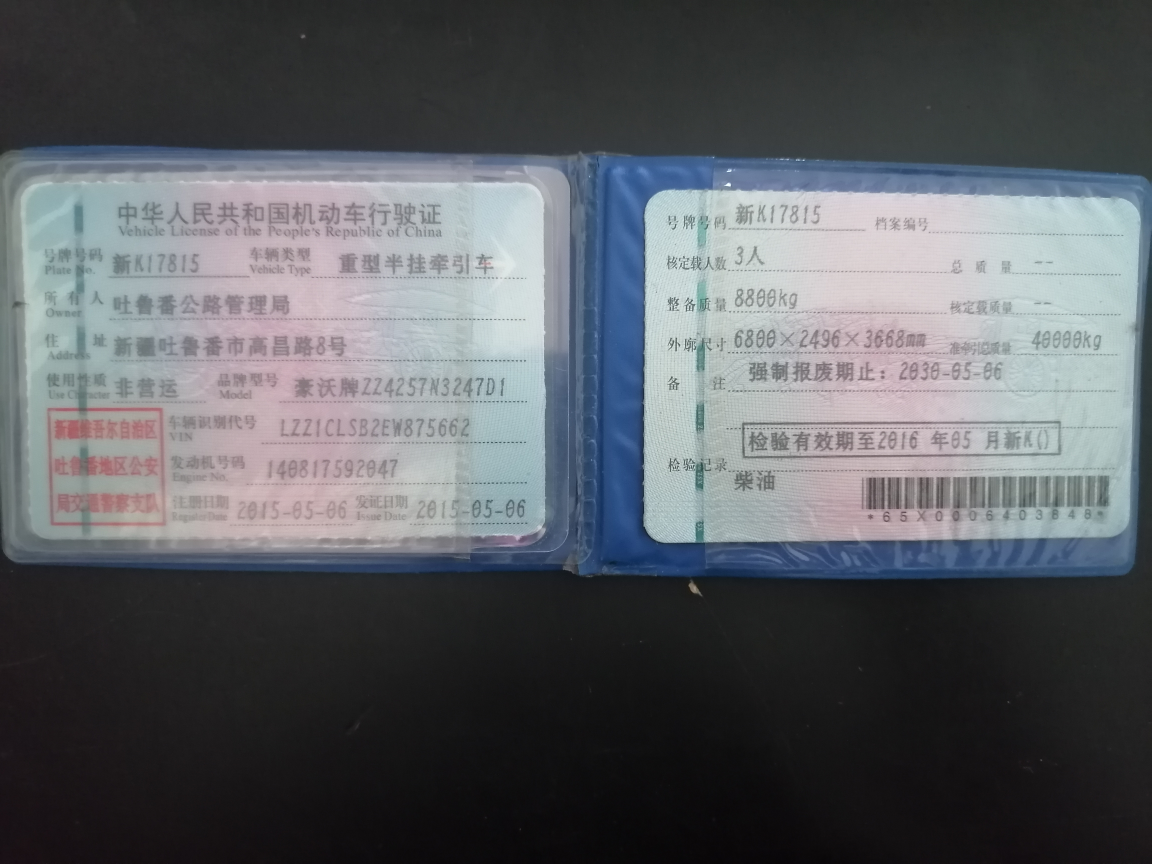 中华人民共和国机动车行驶证
Vehicle License of the People's Republic of China
号牌号码 新K17815 车辆类型 重型半挂牵引车
Plate No. Vehicle Type
所有人 吐鲁番公路管理局
Owner
住址 新疆吐鲁番市高昌路8号
Address
使用性质 非营运 品牌型号 豪沃牌ZZ4257N3247D1
Use Character Model
新疆维吾尔自治区
吐鲁番地区公安
局交通警察支队
车辆识别代号 LZZ1CLSB2EW875662
VIN
发动机号码 140817592047
Engine No.
注册日期 2015-05-06 发证日期 2015-05-06
Register Date Issue Date
号牌号码 新K17815 档案编号
核定载人数 3人 总质量 --
整备质量 8800kg 核定载质量 --
外廓尺寸 6800×2496×3668mm 准牵引总质量 40000kg
备注 强制报废期止：2030-05-06
检验有效期至2016 年05 月新K()
检验记录
柴油
*65X0006403848*